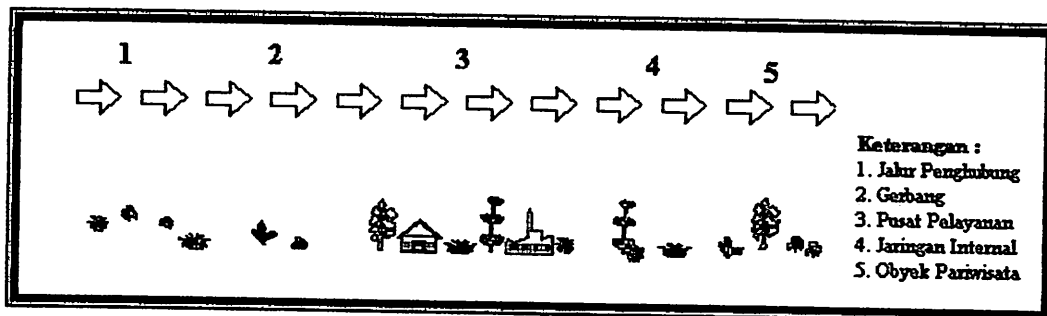 1 2 3 4 5
Keterangan :
1. Jalur Penghubung
2. Gerbang
3. Pusat Pelayanan
4. Jaringan Internal
5. Obyek Pariwisata